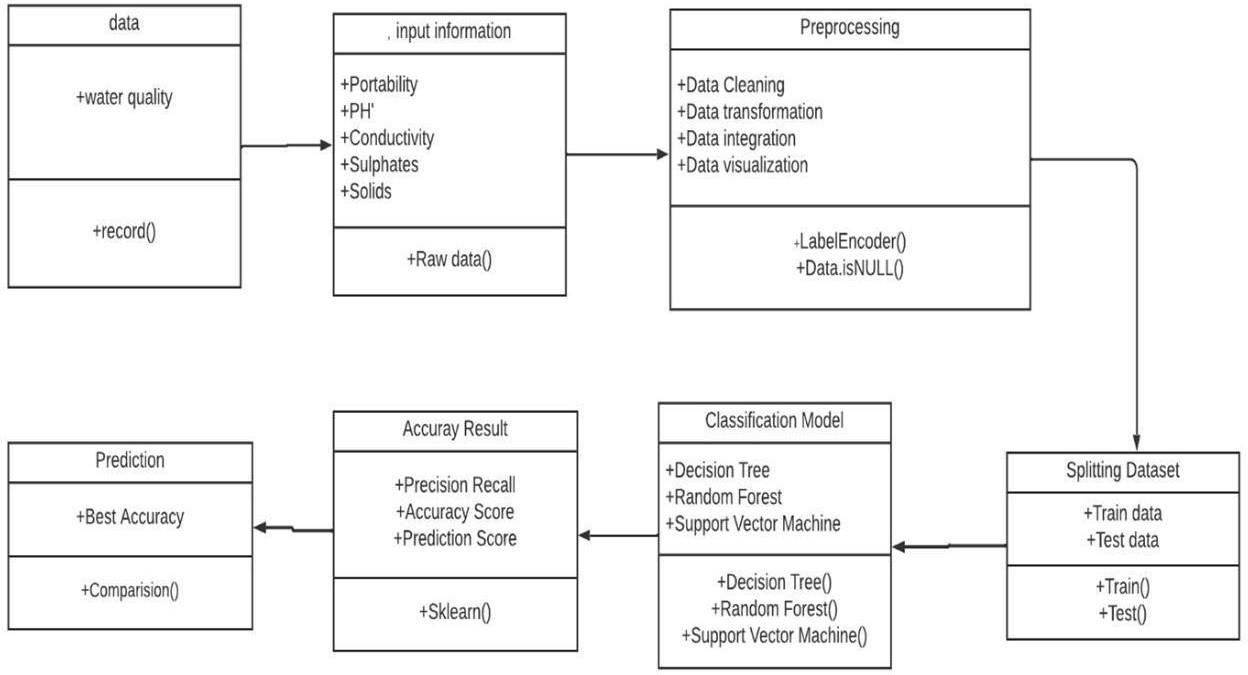 data
+water quality
+record()
. input information
+Portability
+PH'
+Conductivity
+Sulphates
+Solids
+Raw data()
Preprocessing
+Data Cleaning
+Data transformation
+Data integration
+Data visualization
+LabelEncoder()
+Data.isNULL()
Splitting Dataset
+Train data
+Test data
+Train()
+Test()
Classification Model
+Decision Tree
+Random Forest
+Support Vector Machine
+Decision Tree()
+Random Forest()
+Support Vector Machine()
Accuray Result
+Precision Recall
+Accuracy Score
+Prediction Score
+Sklearn()
Prediction
+Best Accuracy
+Comparision()